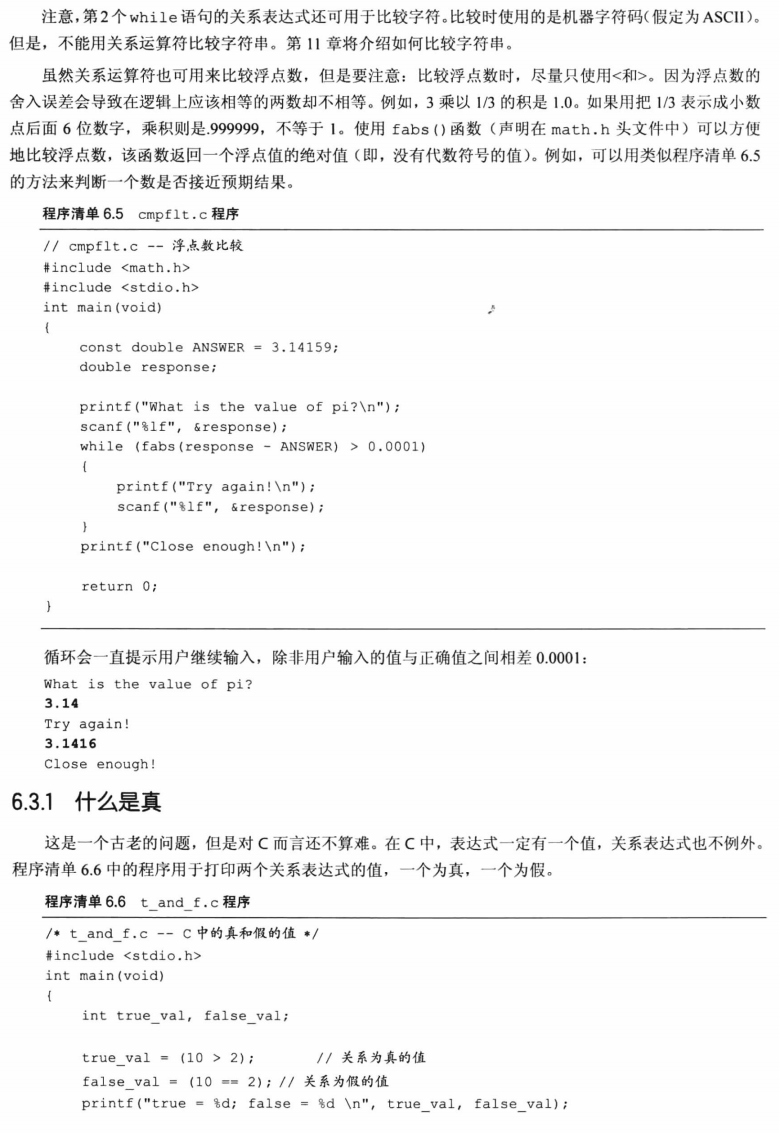 注意，第2个while语句的关系表达式还可用于比较字符。比较时使用的是机器字符码（假定为ASCII）。
但是，不能用关系运算符比较字符串。第 11 章将介绍如何比较字符串。
虽然关系运算符也可用来比较浮点数，但是要注意：比较浮点数时，尽量只使用<和>。因为浮点数的
舍入误差会导致在逻辑上应该相等的两数却不相等。例如，3 乘以 1/3 的积是 1.0。如果用把 1/3 表示成小数
点后面 6 位数字，乘积则是.999999，不等于 1。使用 fabs()函数（声明在 math.h 头文件中）可以方便
地比较浮点数，该函数返回一个浮点值的绝对值（即，没有代数符号的值）。例如，可以用类似程序清单 6.5
的方法来判断一个数是否接近预期结果。
程序清单 6.5 cmpflt.c 程序
// cmpflt.c -- 浮点数比较
#include <math.h>
#include <stdio.h>
int main(void)
{
const double ANSWER = 3.14159;
double response;
printf("What is the value of pi?\n");
scanf("%lf", &response);
while (fabs(response - ANSWER) > 0.0001)
{
printf("Try again!\n");
scanf("%lf", &response);
}
printf("Close enough!\n");
return 0;
}
循环会一直提示用户继续输入，除非用户输入的值与正确值之间相差 0.0001：
What is the value of pi?
3.14
Try again!
3.1416
Close enough!
6.3.1 什么是真
这是一个古老的问题，但是对 C 而言还不算难。在 C 中，表达式一定有一个值，关系表达式也不例外。
程序清单 6.6 中的程序用于打印两个关系表达式的值，一个为真，一个为假。
程序清单 6.6 t_and_f.c 程序
/* t_and_f.c -- C 中的真和假的值 */
#include <stdio.h>
int main(void)
{
int true_val, false_val;
true_val = (10 > 2); // 关系为真的值
false_val = (10 == 2); // 关系为假的值
printf("true = %d; false = %d \n", true_val, false_val);